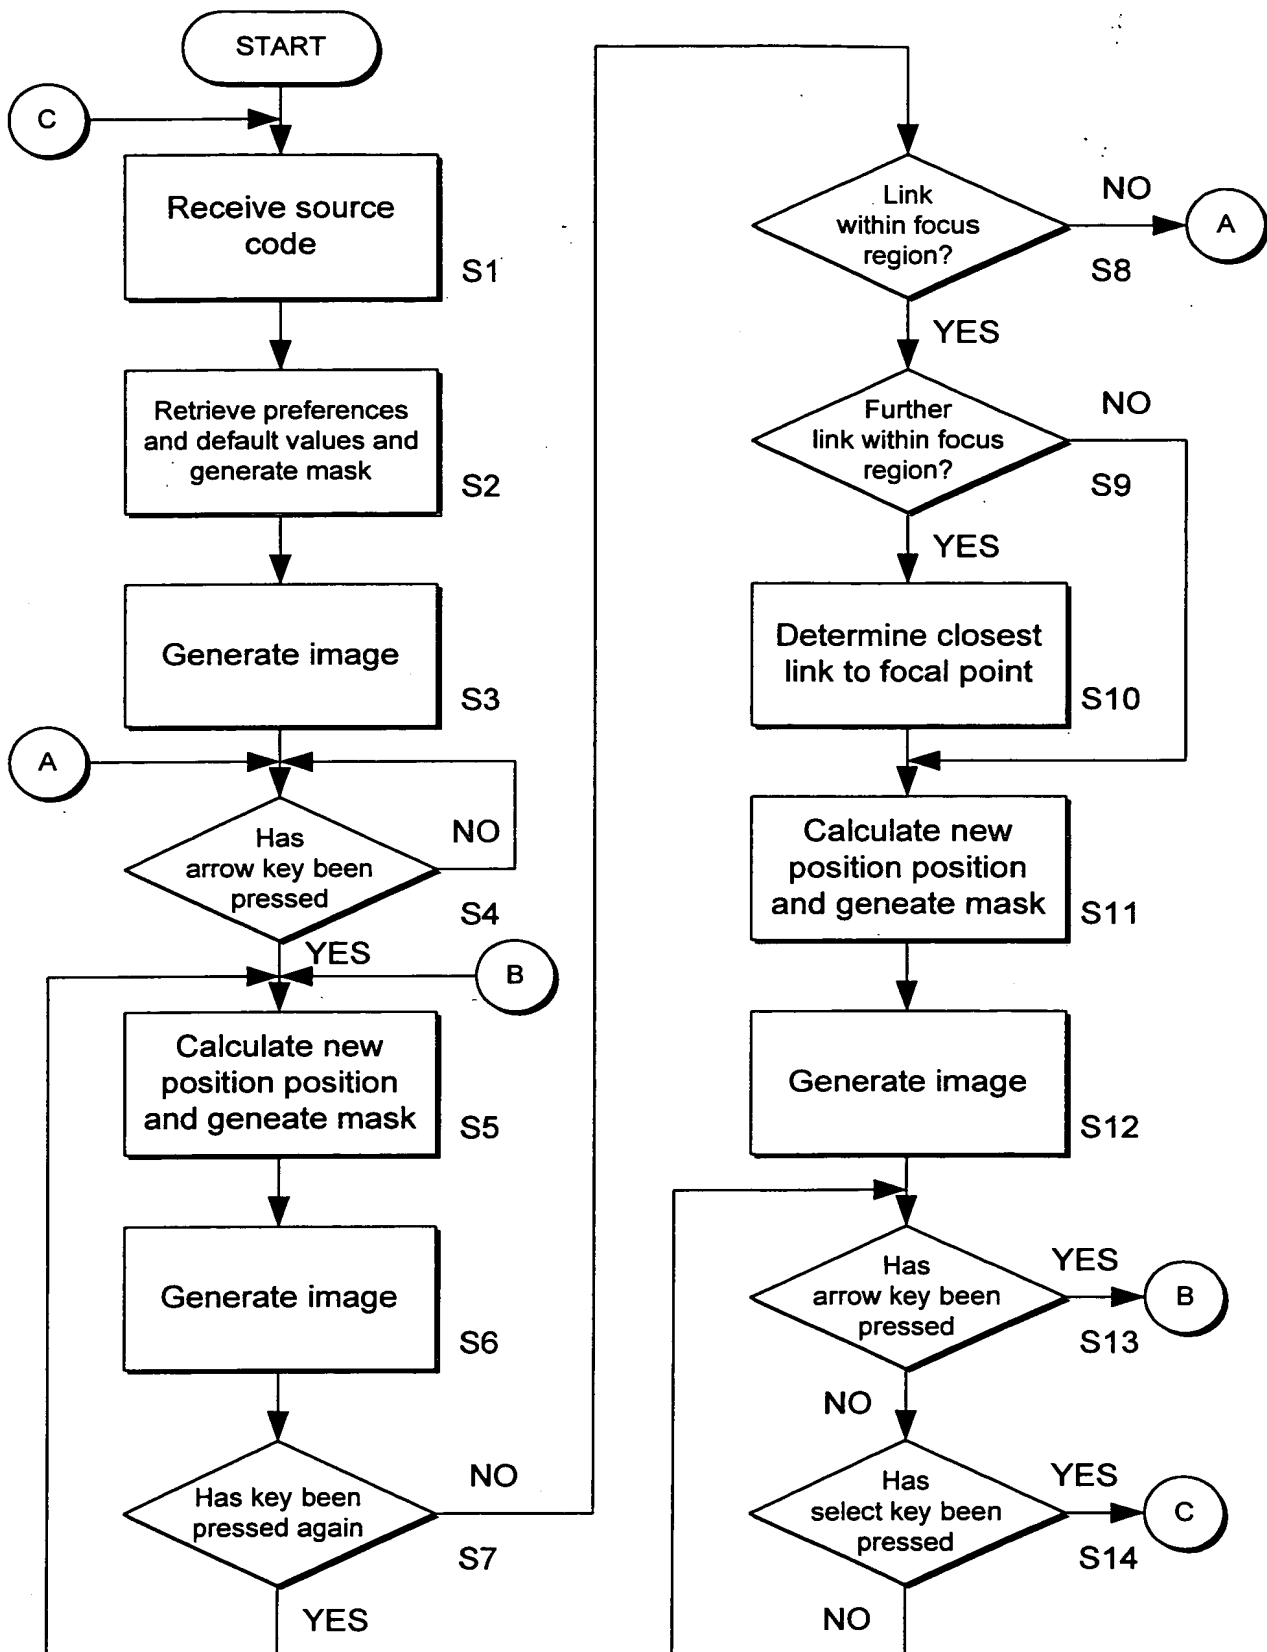 START
C
Receive source
code
S1
Retrieve preferences
and default values and
generate mask
S2
Generate image
S3
A
Has
arrow key been
pressed
NO
S4
YES
B
Calculate new
position position
and geneate mask
S5
Generate image
S6
Has key been
pressed again
NO
S7
YES
Link
within focus
region?
NO
A
S8
YES
Further
link within focus
region?
NO
S9
YES
Determine closest
link to focal point
S10
Calculate new
position position
and geneate mask
S11
Generate image
S12
Has
arrow key been
pressed
YES
B
S13
NO
Has
select key been
pressed
YES
C
S14
NO